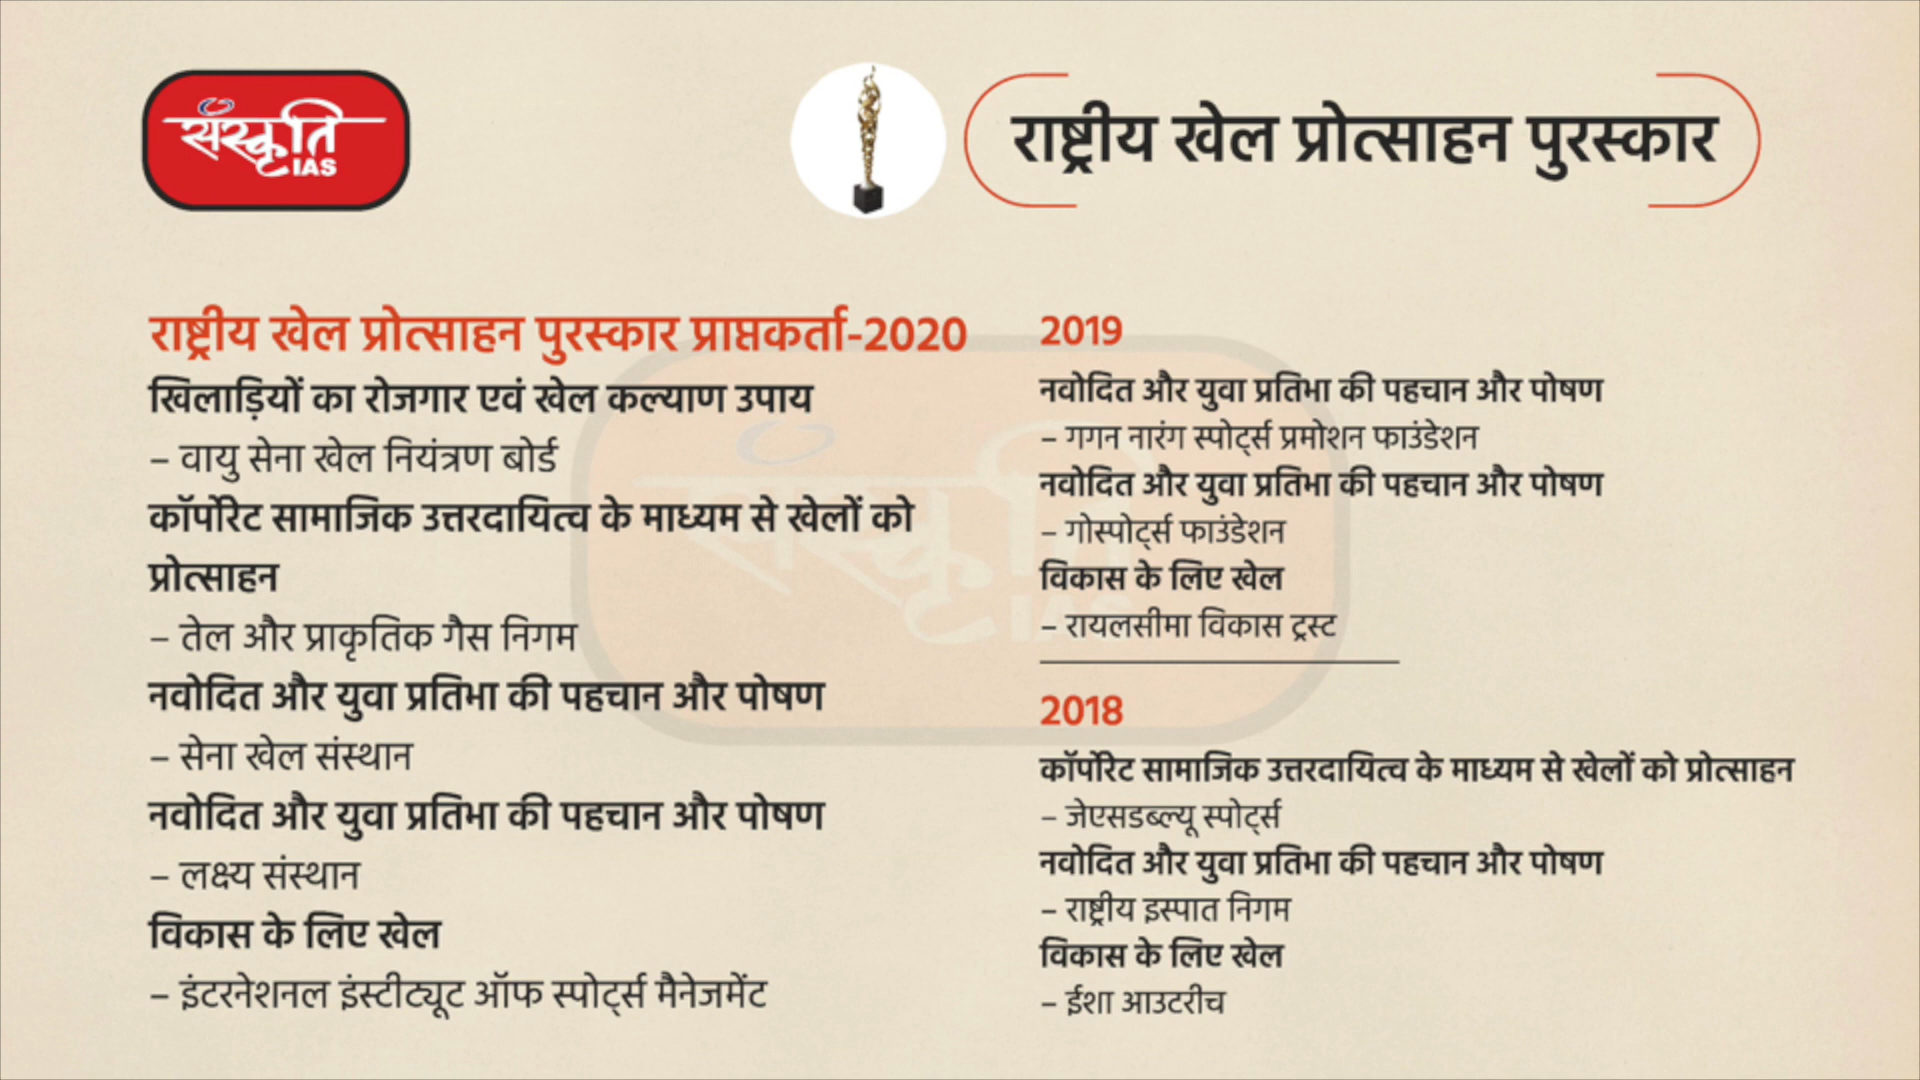 संस्कृति
IAS
राष्ट्रीय खेल प्रोत्साहन पुरस्कार
राष्ट्रीय खेल प्रोत्साहन पुरस्कार प्राप्तकर्ता-2020
खिलाड़ियों का रोजगार एवं खेल कल्याण उपाय
– वायु सेना खेल नियंत्रण बोर्ड
कॉर्पोरेट सामाजिक उत्तरदायित्व के माध्यम से खेलों को
प्रोत्साहन
– तेल और प्राकृतिक गैस निगम
नवोदित और युवा प्रतिभा की पहचान और पोषण
– सेना खेल संस्थान
नवोदित और युवा प्रतिभा की पहचान और पोषण
– लक्ष्य संस्थान
विकास के लिए खेल
– इंटरनेशनल इंस्टीट्यूट ऑफ स्पोर्ट्स मैनेजमेंट
2019
नवोदित और युवा प्रतिभा की पहचान और पोषण
– गगन नारंग स्पोर्ट्स प्रमोशन फाउंडेशन
नवोदित और युवा प्रतिभा की पहचान और पोषण
– गोस्पोर्ट्स फाउंडेशन
विकास के लिए खेल
– रायलसीमा विकास ट्रस्ट
2018
कॉर्पोरेट सामाजिक उत्तरदायित्व के माध्यम से खेलों को प्रोत्साहन
– जेएसडब्ल्यू स्पोर्ट्स
नवोदित और युवा प्रतिभा की पहचान और पोषण
– राष्ट्रीय इस्पात निगम
विकास के लिए खेल
– ईशा आउटरीच
संस्कृति
IAS